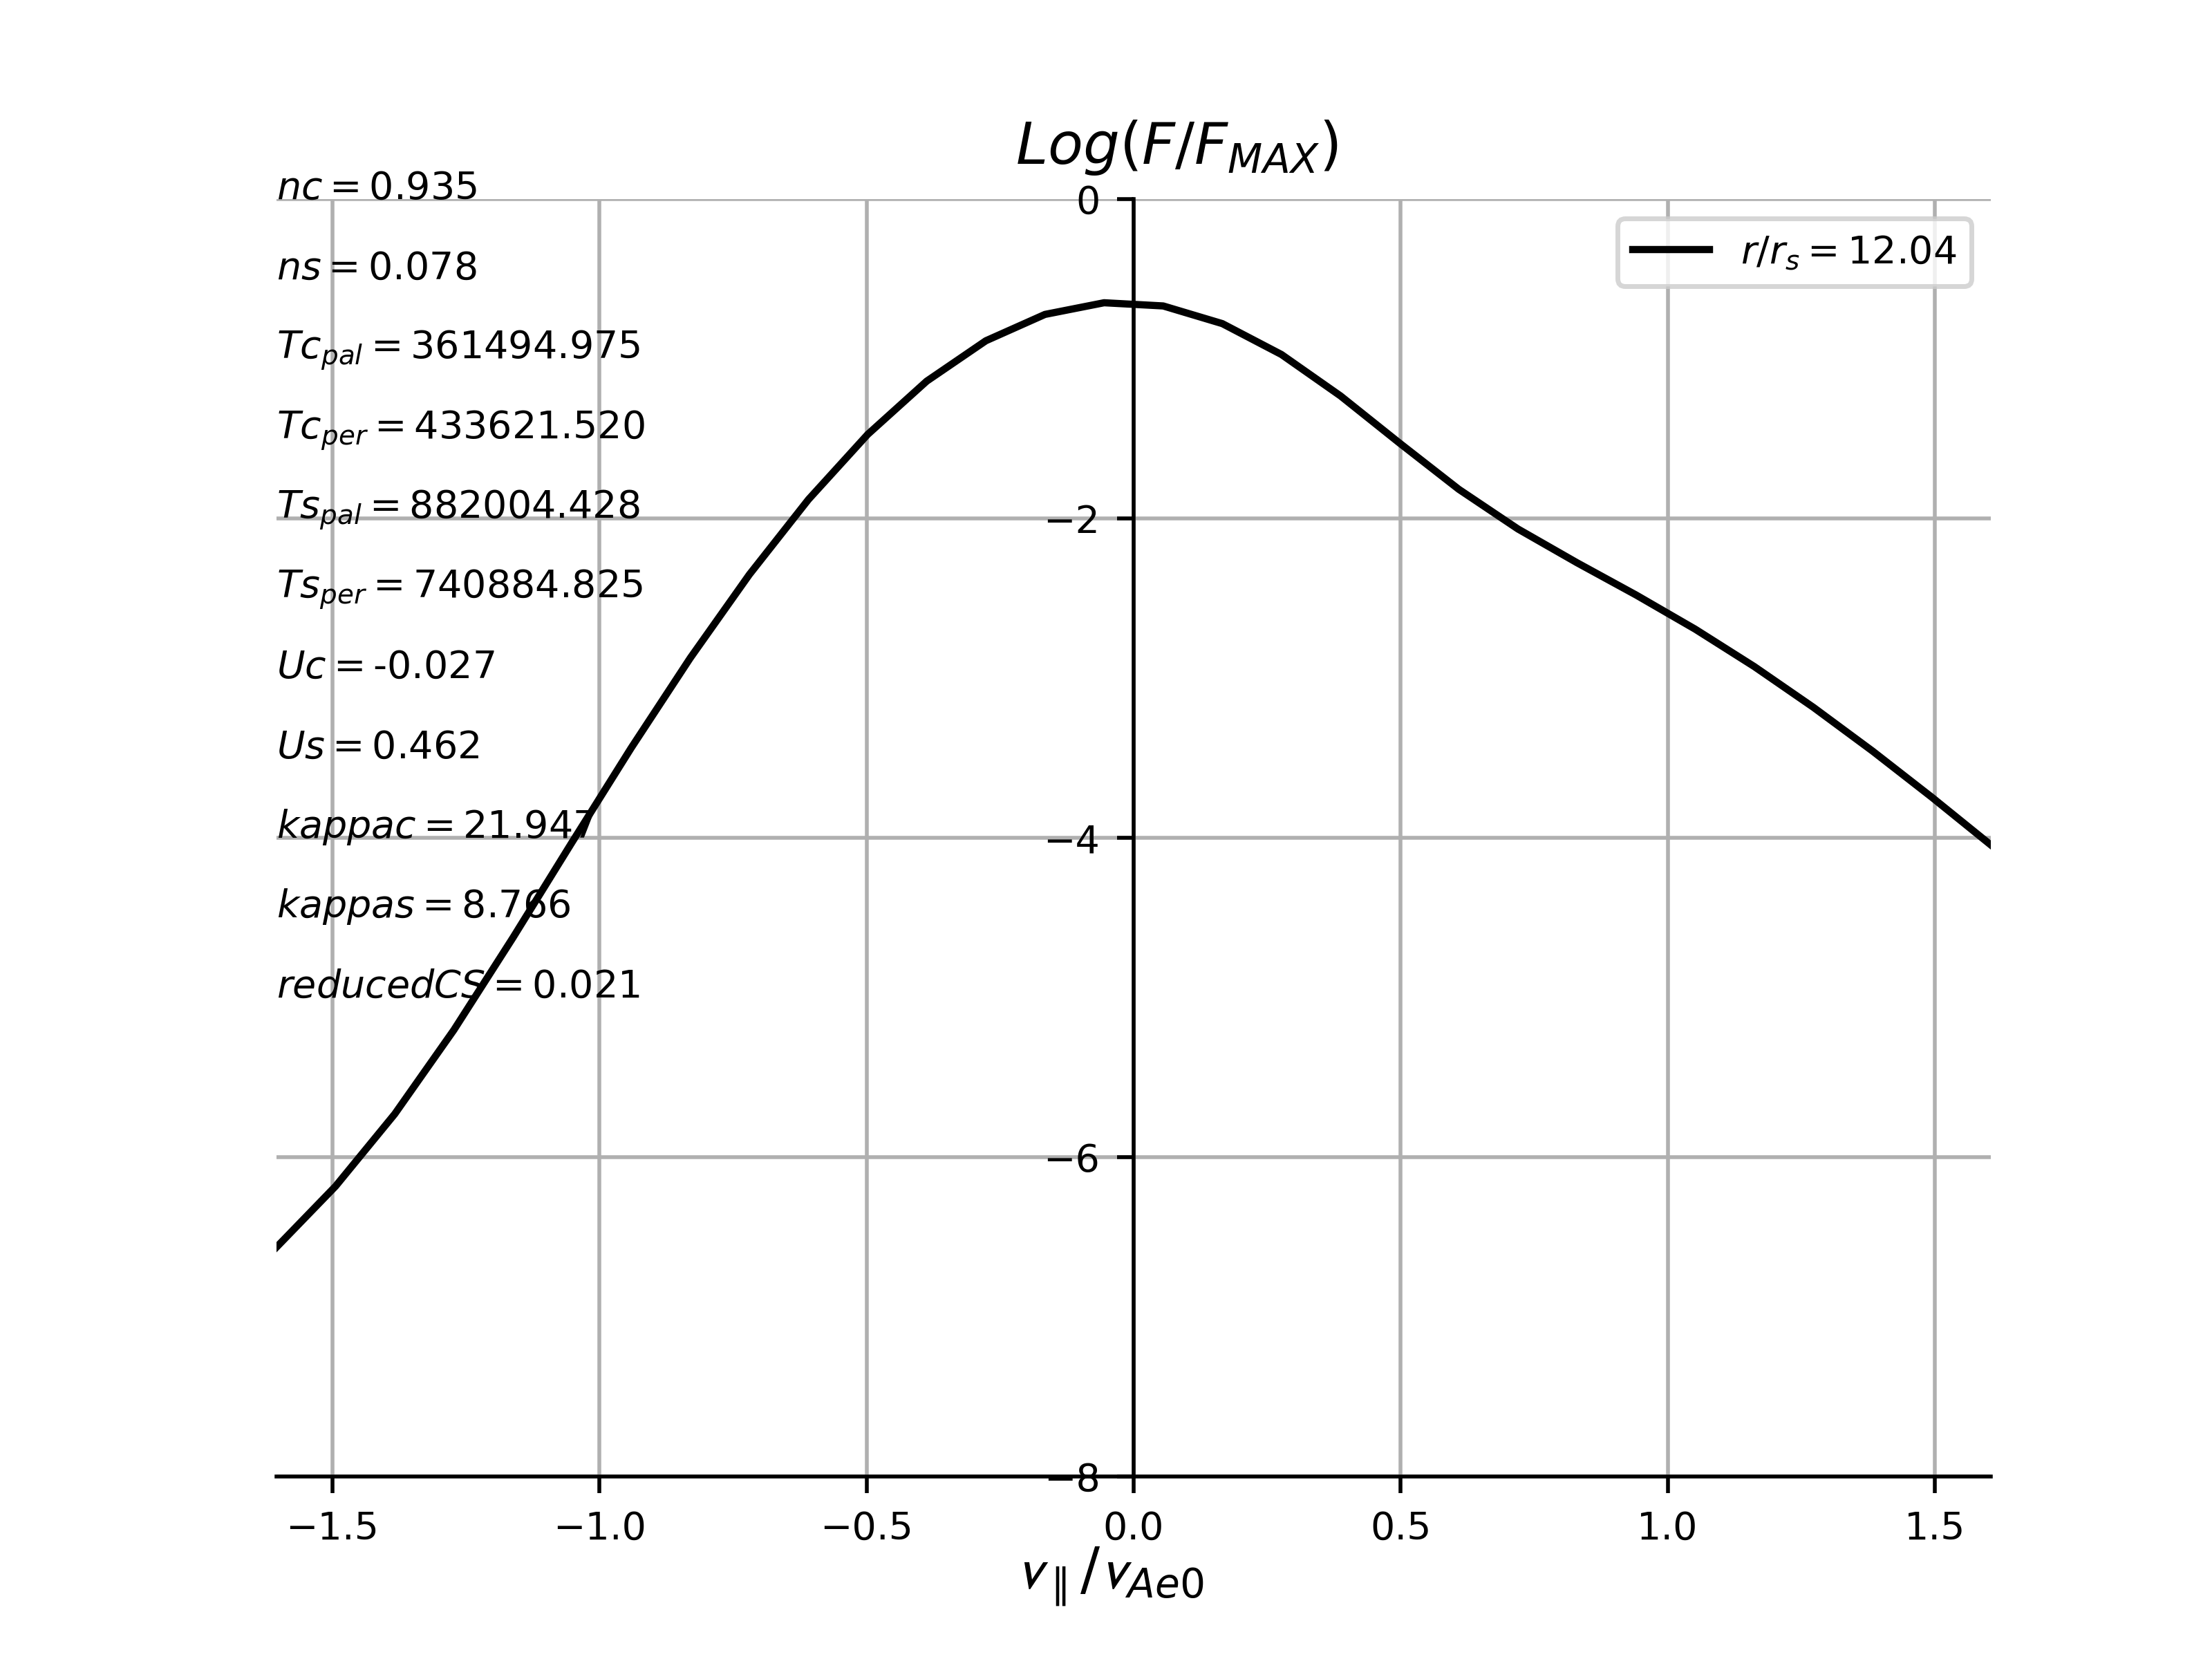 Log(F/F_MAX)
nc = 0.935
ns = 0.078
Tc_pal = 361494.975
Tc_per = 433621.520
Ts_pal = 882004.428
Ts_per = 740884.825
Uc = -0.027
Us = 0.462
kappac = 21.947
kappas = 8.766
reducedCS = 0.021
r/r_s = 12.04
0
−2
−4
−6
−8
−1.5 −1.0 −0.5 0.0 0.5 1.0 1.5
v_∥/v_Ae0